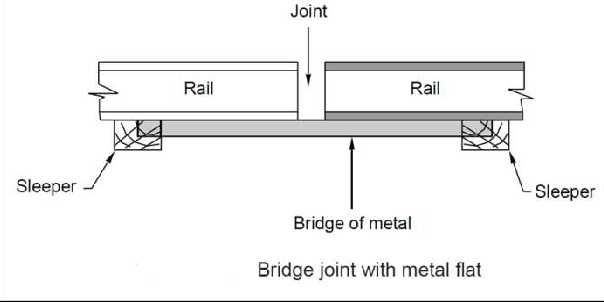 Joint
Rail
Rail
Sleeper
Sleeper
Bridge of metal
Bridge joint with metal flat